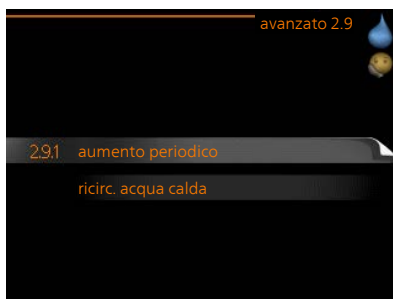 avanzato 2.9
2.9.1 aumento periodico
ricirc. acqua calda